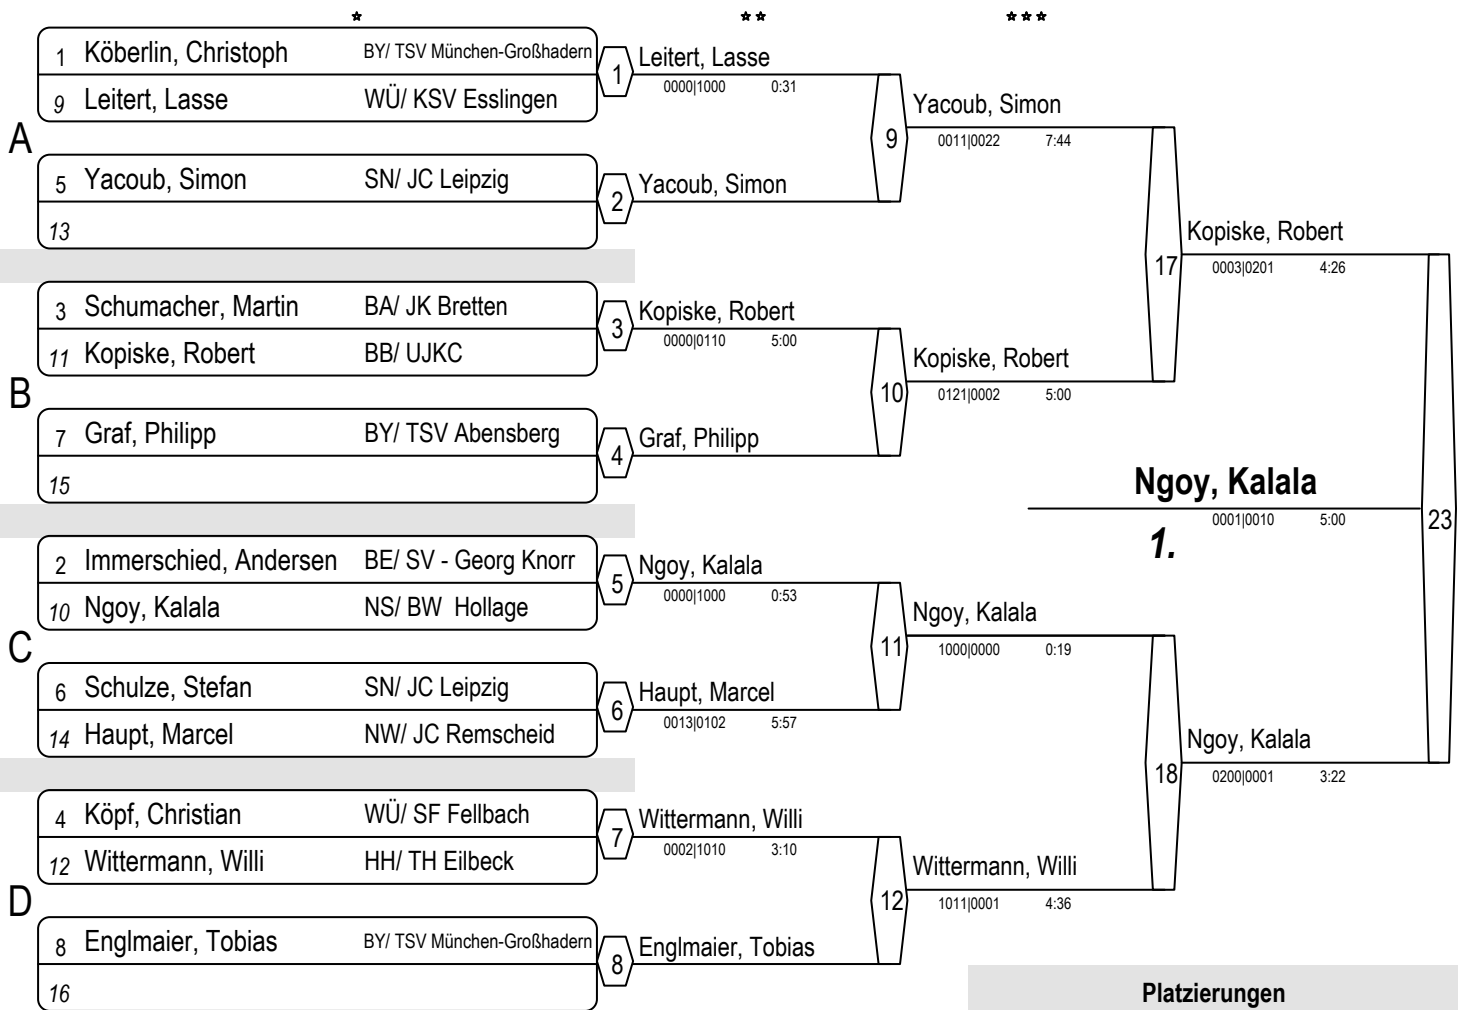 * ** ***
1 Köberlin, Christoph BY/ TSV München-Großhadern
9 Leitert, Lasse WÜ/ KSV Esslingen
1 Leitert, Lasse
0000|1000 0:31
A
5 Yacoub, Simon SN/ JC Leipzig
13
2 Yacoub, Simon
9 Yacoub, Simon
0011|0022 7:44
3 Schumacher, Martin BA/ JK Bretten
11 Kopiske, Robert BB/ UJKC
3 Kopiske, Robert
0000|0110 5:00
B
7 Graf, Philipp BY/ TSV Abensberg
15
4 Graf, Philipp
10 Kopiske, Robert
0121|0002 5:00
17 Kopiske, Robert
0003|0201 4:26
2 Immerschied, Andersen BE/ SV - Georg Knorr
10 Ngoy, Kalala NS/ BW Hollage
5 Ngoy, Kalala
0000|1000 0:53
C
6 Schulze, Stefan SN/ JC Leipzig
14 Haupt, Marcel NW/ JC Remscheid
6 Haupt, Marcel
0013|0102 5:57
11 Ngoy, Kalala
1000|0000 0:19
4 Köpf, Christian WÜ/ SF Fellbach
12 Wittermann, Willi HH/ TH Eilbeck
7 Wittermann, Willi
0002|1010 3:10
D
8 Englmaier, Tobias BY/ TSV München-Großhadern
16
8 Englmaier, Tobias
12 Wittermann, Willi
1011|0001 4:36
18 Ngoy, Kalala
0200|0001 3:22
Ngoy, Kalala
0001|0010 5:00
1.
23
Platzierungen